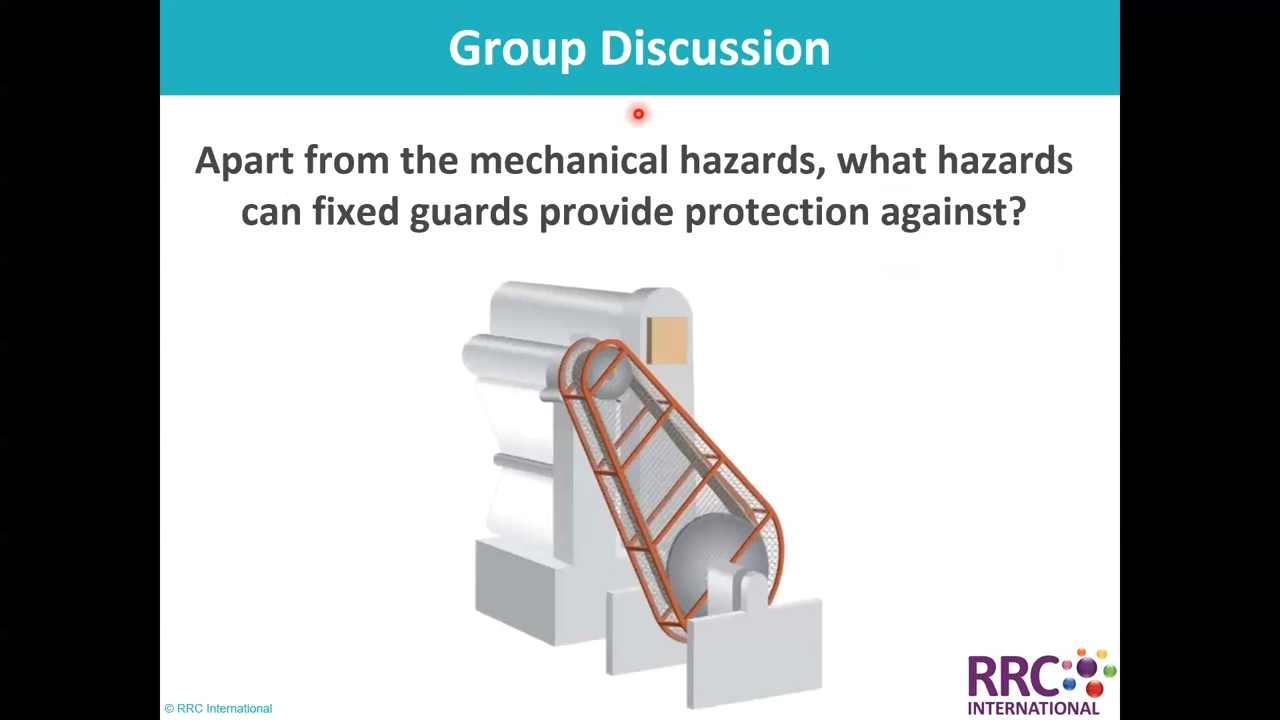 Group Discussion
Apart from the mechanical hazards, what hazards
can fixed guards provide protection against?
© RRC International
RRC
INTERNATIONAL